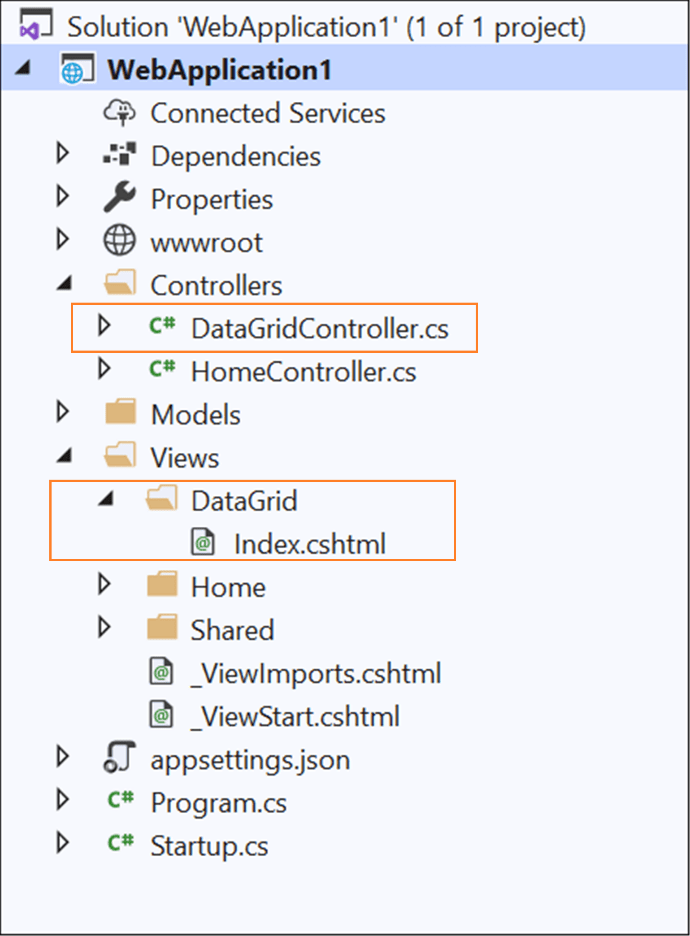 Solution 'WebApplication1' (1 of 1 project)
WebApplication1
Connected Services
Dependencies
Properties
wwwroot
Controllers
C# DataGridController.cs
C# HomeController.cs
Models
Views
DataGrid
@ Index.cshtml
Home
Shared
@ _ViewImports.cshtml
@ _ViewStart.cshtml
appsettings.json
C# Program.cs
C# Startup.cs